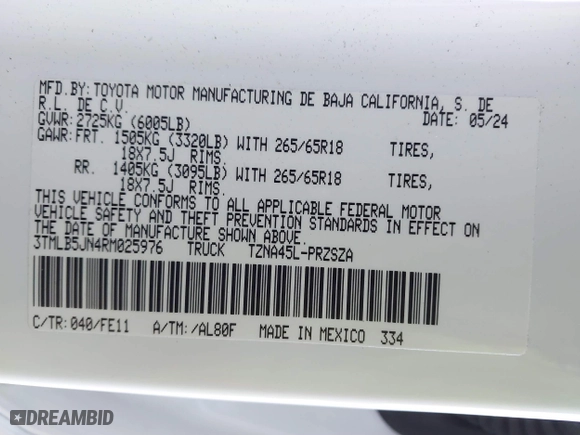 MFD.BY:TOYOTA MOTOR MANUFACTURING DE BAJA CALIFORNIA, S. DE
R.L. DE C.V. DATE: 05/24
GVWR:2725KG (6005LB)
GAWR:FRT. 1505KG (3320LB) WITH 265/65R18 TIRES,
18X7.5J RIMS.
RR. 1405KG (3095LB) WITH 265/65R18 TIRES,
18X7.5J RIMS.
THIS VEHICLE CONFORMS TO ALL APPLICABLE FEDERAL MOTOR
VEHICLE SAFETY AND THEFT PREVENTION STANDARDS IN EFFECT ON
THE DATE OF MANUFACTURE SHOWN ABOVE.
3TMLB5JN4RM025976 TRUCK TZNA45L-PRZSZA
C/TR:040/FE11 A/TM:/AL80F MADE IN MEXICO 334
DREAMBID